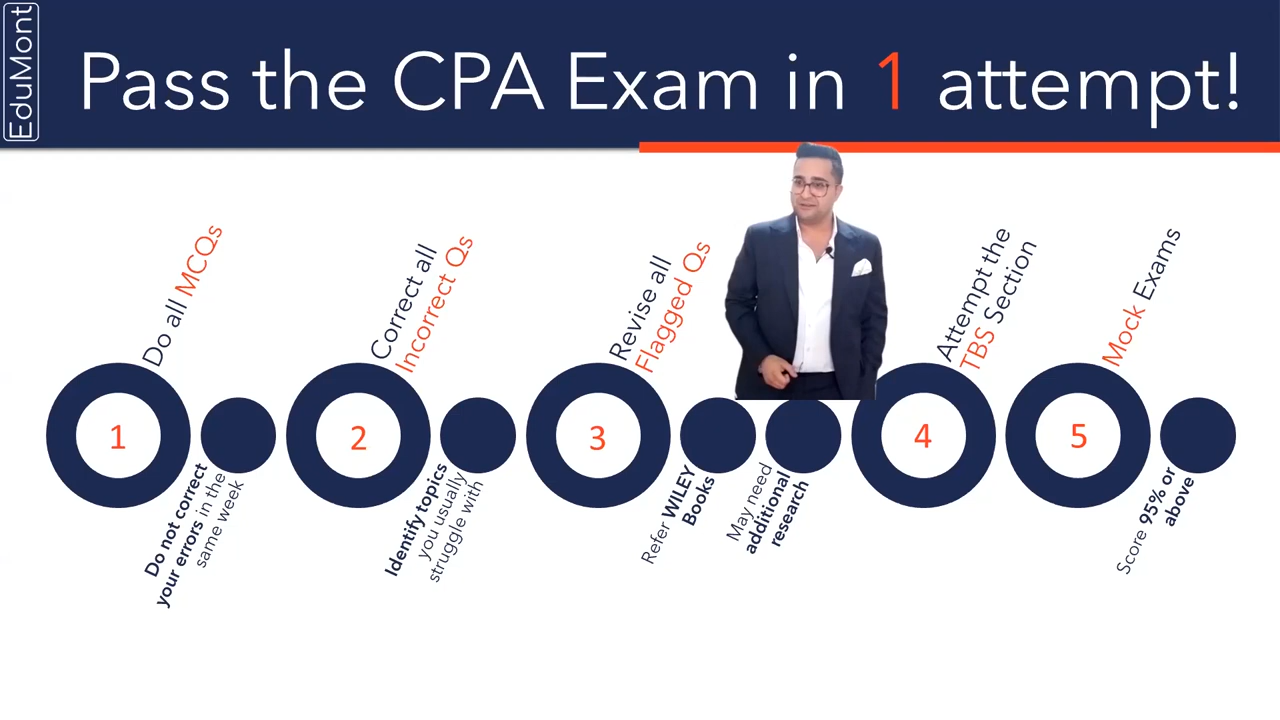 EduMont
Pass the CPA Exam in 1 attempt!
Do all MCQs
1
Do not correct
your errors in the
same week
Correct all
Incorrect Qs
2
Identify topics
you usually
struggle with
Revise all
Flagged Qs
3
Refer WILEY
Books
May need
additional
research
Attempt the
TBS Section
4
Mock Exams
5
Score 95% or
above